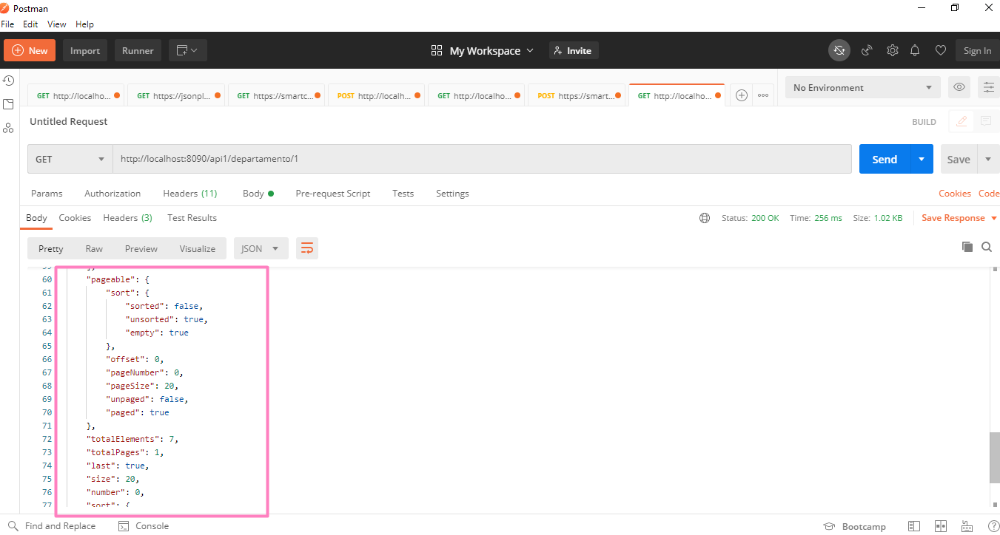 Postman
File Edit View Help
New Import Runner My Workspace Invite Sign In
GET http://localho... GET https://jsonpl... GET https://smartc... POST http://localh... GET http://localho... POST https://smart... GET http://localho... No Environment
Untitled Request BUILD
GET http://localhost:8090/api1/departamento/1 Send Save
Params Authorization Headers (11) Body Pre-request Script Tests Settings Cookies Code
Body Cookies Headers (3) Test Results Status: 200 OK Time: 256 ms Size: 1.02 KB Save Response
Pretty Raw Preview Visualize JSON
59 ],
60 "pageable": {
61 "sort": {
62 "sorted": false,
63 "unsorted": true,
64 "empty": true
65 },
66 "offset": 0,
67 "pageNumber": 0,
68 "pageSize": 20,
69 "unpaged": false,
70 "paged": true
71 },
72 "totalElements": 7,
73 "totalPages": 1,
74 "last": true,
75 "size": 20,
76 "number": 0,
77 "sort": {
Find and Replace Console Bootcamp